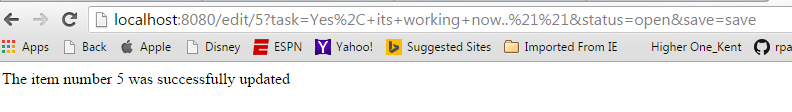 localhost:8080/edit/5?task=Yes%2C+its+working+now..%21%21&status=open&save=save
Apps Back Apple Disney ESPN Yahoo! Suggested Sites Imported From IE Higher One_Kent rpa
The item number 5 was successfully updated